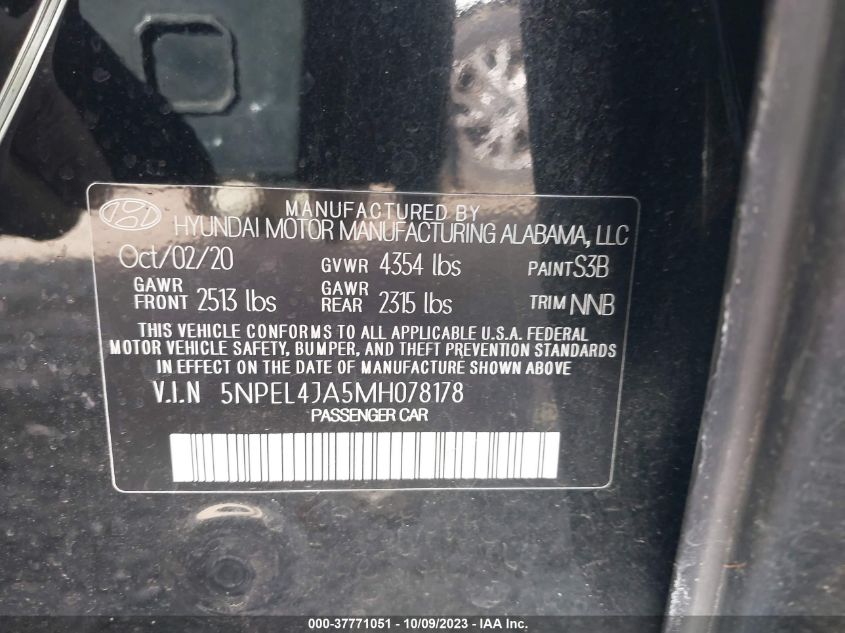 MANUFACTURED BY
HYUNDAI MOTOR MANUFACTURING ALABAMA, LLC
Oct/02/20 GVWR 4354 lbs PAINT S3B
GAWR FRONT 2513 lbs GAWR REAR 2315 lbs TRIM NNB
THIS VEHICLE CONFORMS TO ALL APPLICABLE U.S.A. FEDERAL
MOTOR VEHICLE SAFETY, BUMPER, AND THEFT PREVENTION STANDARDS
IN EFFECT ON THE DATE OF MANUFACTURE SHOWN ABOVE
V.I.N 5NPEL4JA5MH078178
PASSENGER CAR
000-37771051 - 10/09/2023 - IAA Inc.